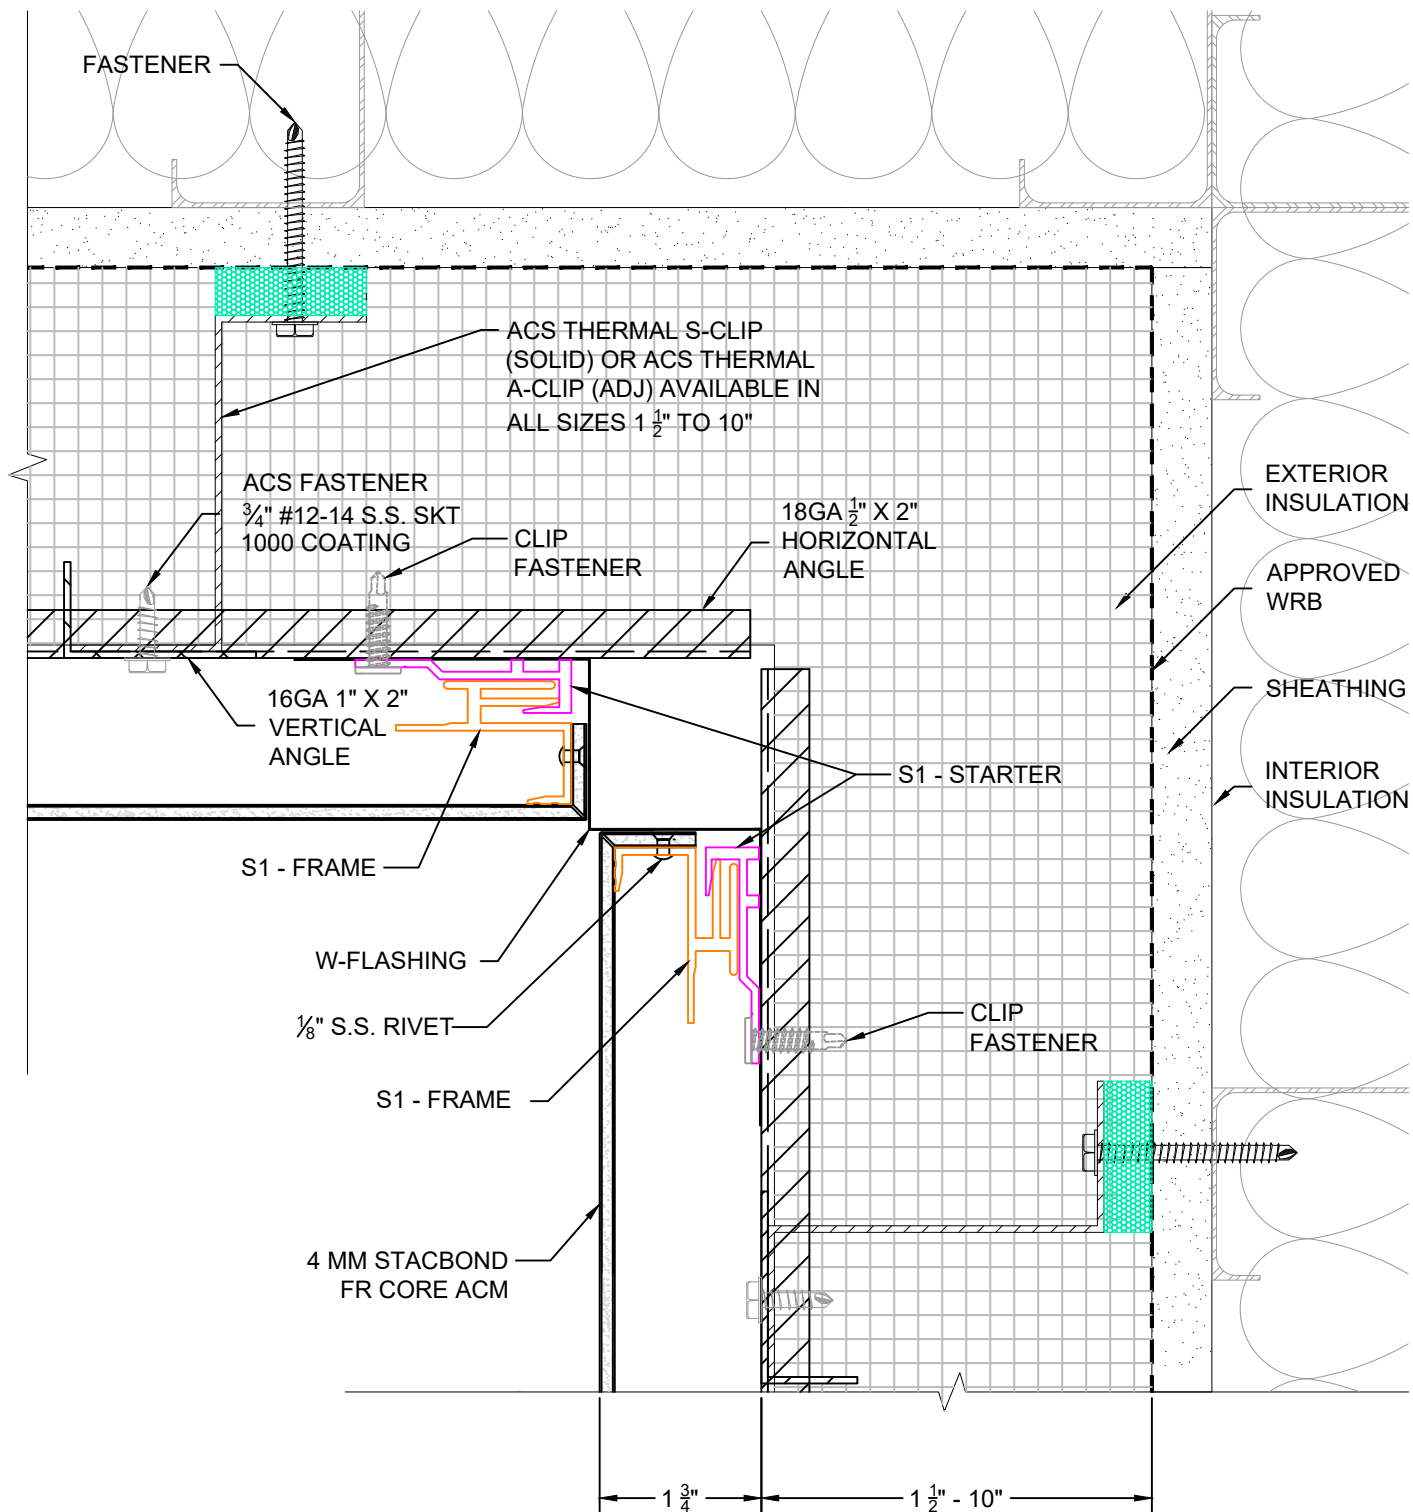 FASTENER
ACS THERMAL S-CLIP
(SOLID) OR ACS THERMAL
A-CLIP (ADJ) AVAILABLE IN
ALL SIZES 1 1/2" TO 10"
ACS FASTENER
3/4" #12-14 S.S. SKT
1000 COATING
CLIP
FASTENER
18GA 1/2" X 2"
HORIZONTAL
ANGLE
EXTERIOR
INSULATION
APPROVED
WRB
SHEATHING
INTERIOR
INSULATION
16GA 1" X 2"
VERTICAL
ANGLE
S1 - STARTER
S1 - FRAME
W-FLASHING
1/8" S.S. RIVET
CLIP
FASTENER
S1 - FRAME
4 MM STACBOND
FR CORE ACM
1 3/4"
1 1/2" - 10"